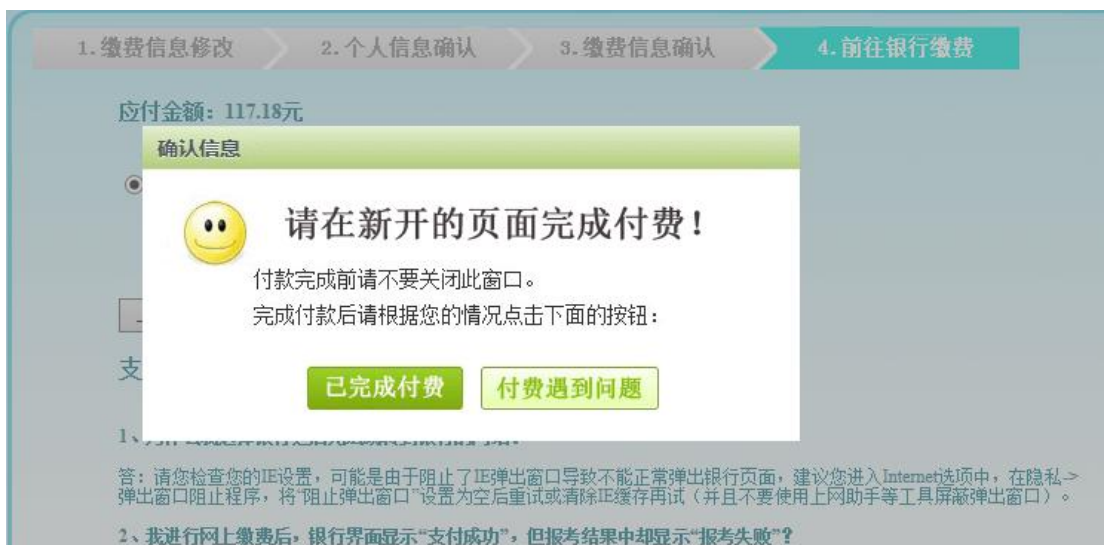 1.缴费信息修改
2.个人信息确认
3.缴费信息确认
4.前往银行缴费
应付金额：117.18元
确认信息
请在新开的页面完成付费！
付款完成前请不要关闭此窗口。
完成付款后请根据您的情况点击下面的按钮：
支
已完成付费
付费遇到问题
1、
答：请您检查您的IE设置，可能是由于阻止了IE弹出窗口导致不能正常弹出银行页面，建议您进入Internet选项中，在隐私->
弹出窗口阻止程序，将“阻止弹出窗口”设置为空后重试或清除IE缓存再试（并且不要使用上网助手等工具屏蔽弹出窗口）。
2、我进行网上缴费后，银行界面显示“支付成功”，但报考结果中却显示“报考失败”？